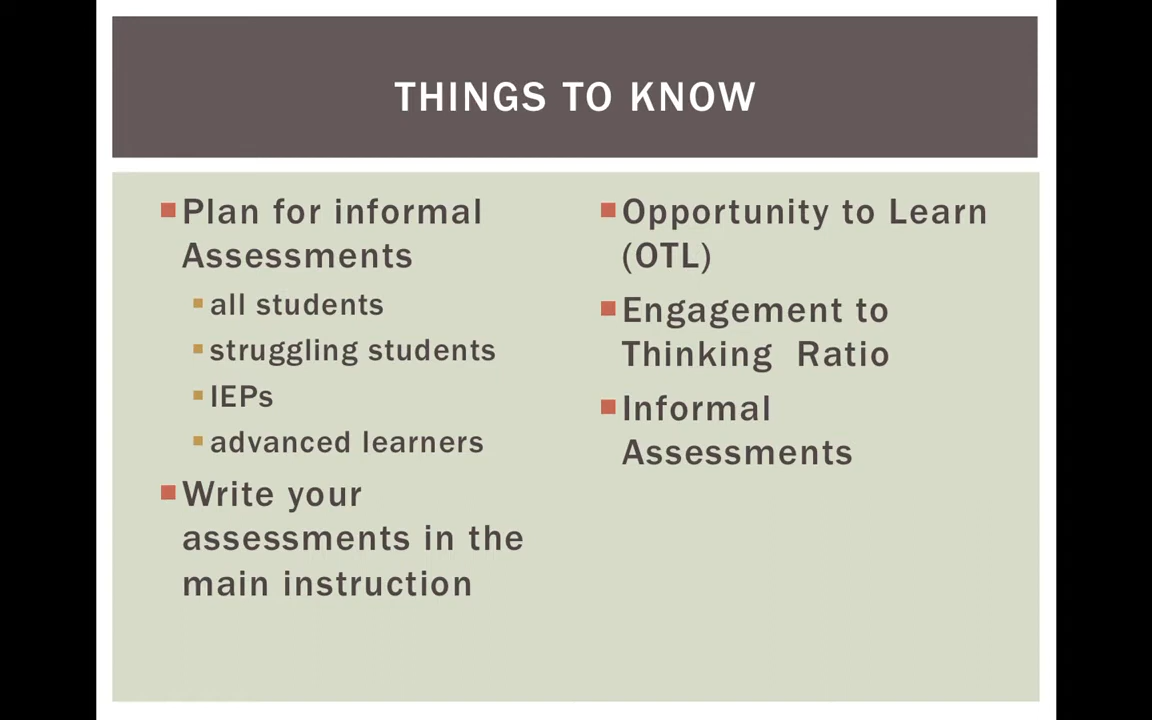 THINGS TO KNOW
Plan for informal
Assessments
all students
struggling students
IEPs
advanced learners
Write your
assessments in the
main instruction
Opportunity to Learn
(OTL)
Engagement to
Thinking  Ratio
Informal
Assessments